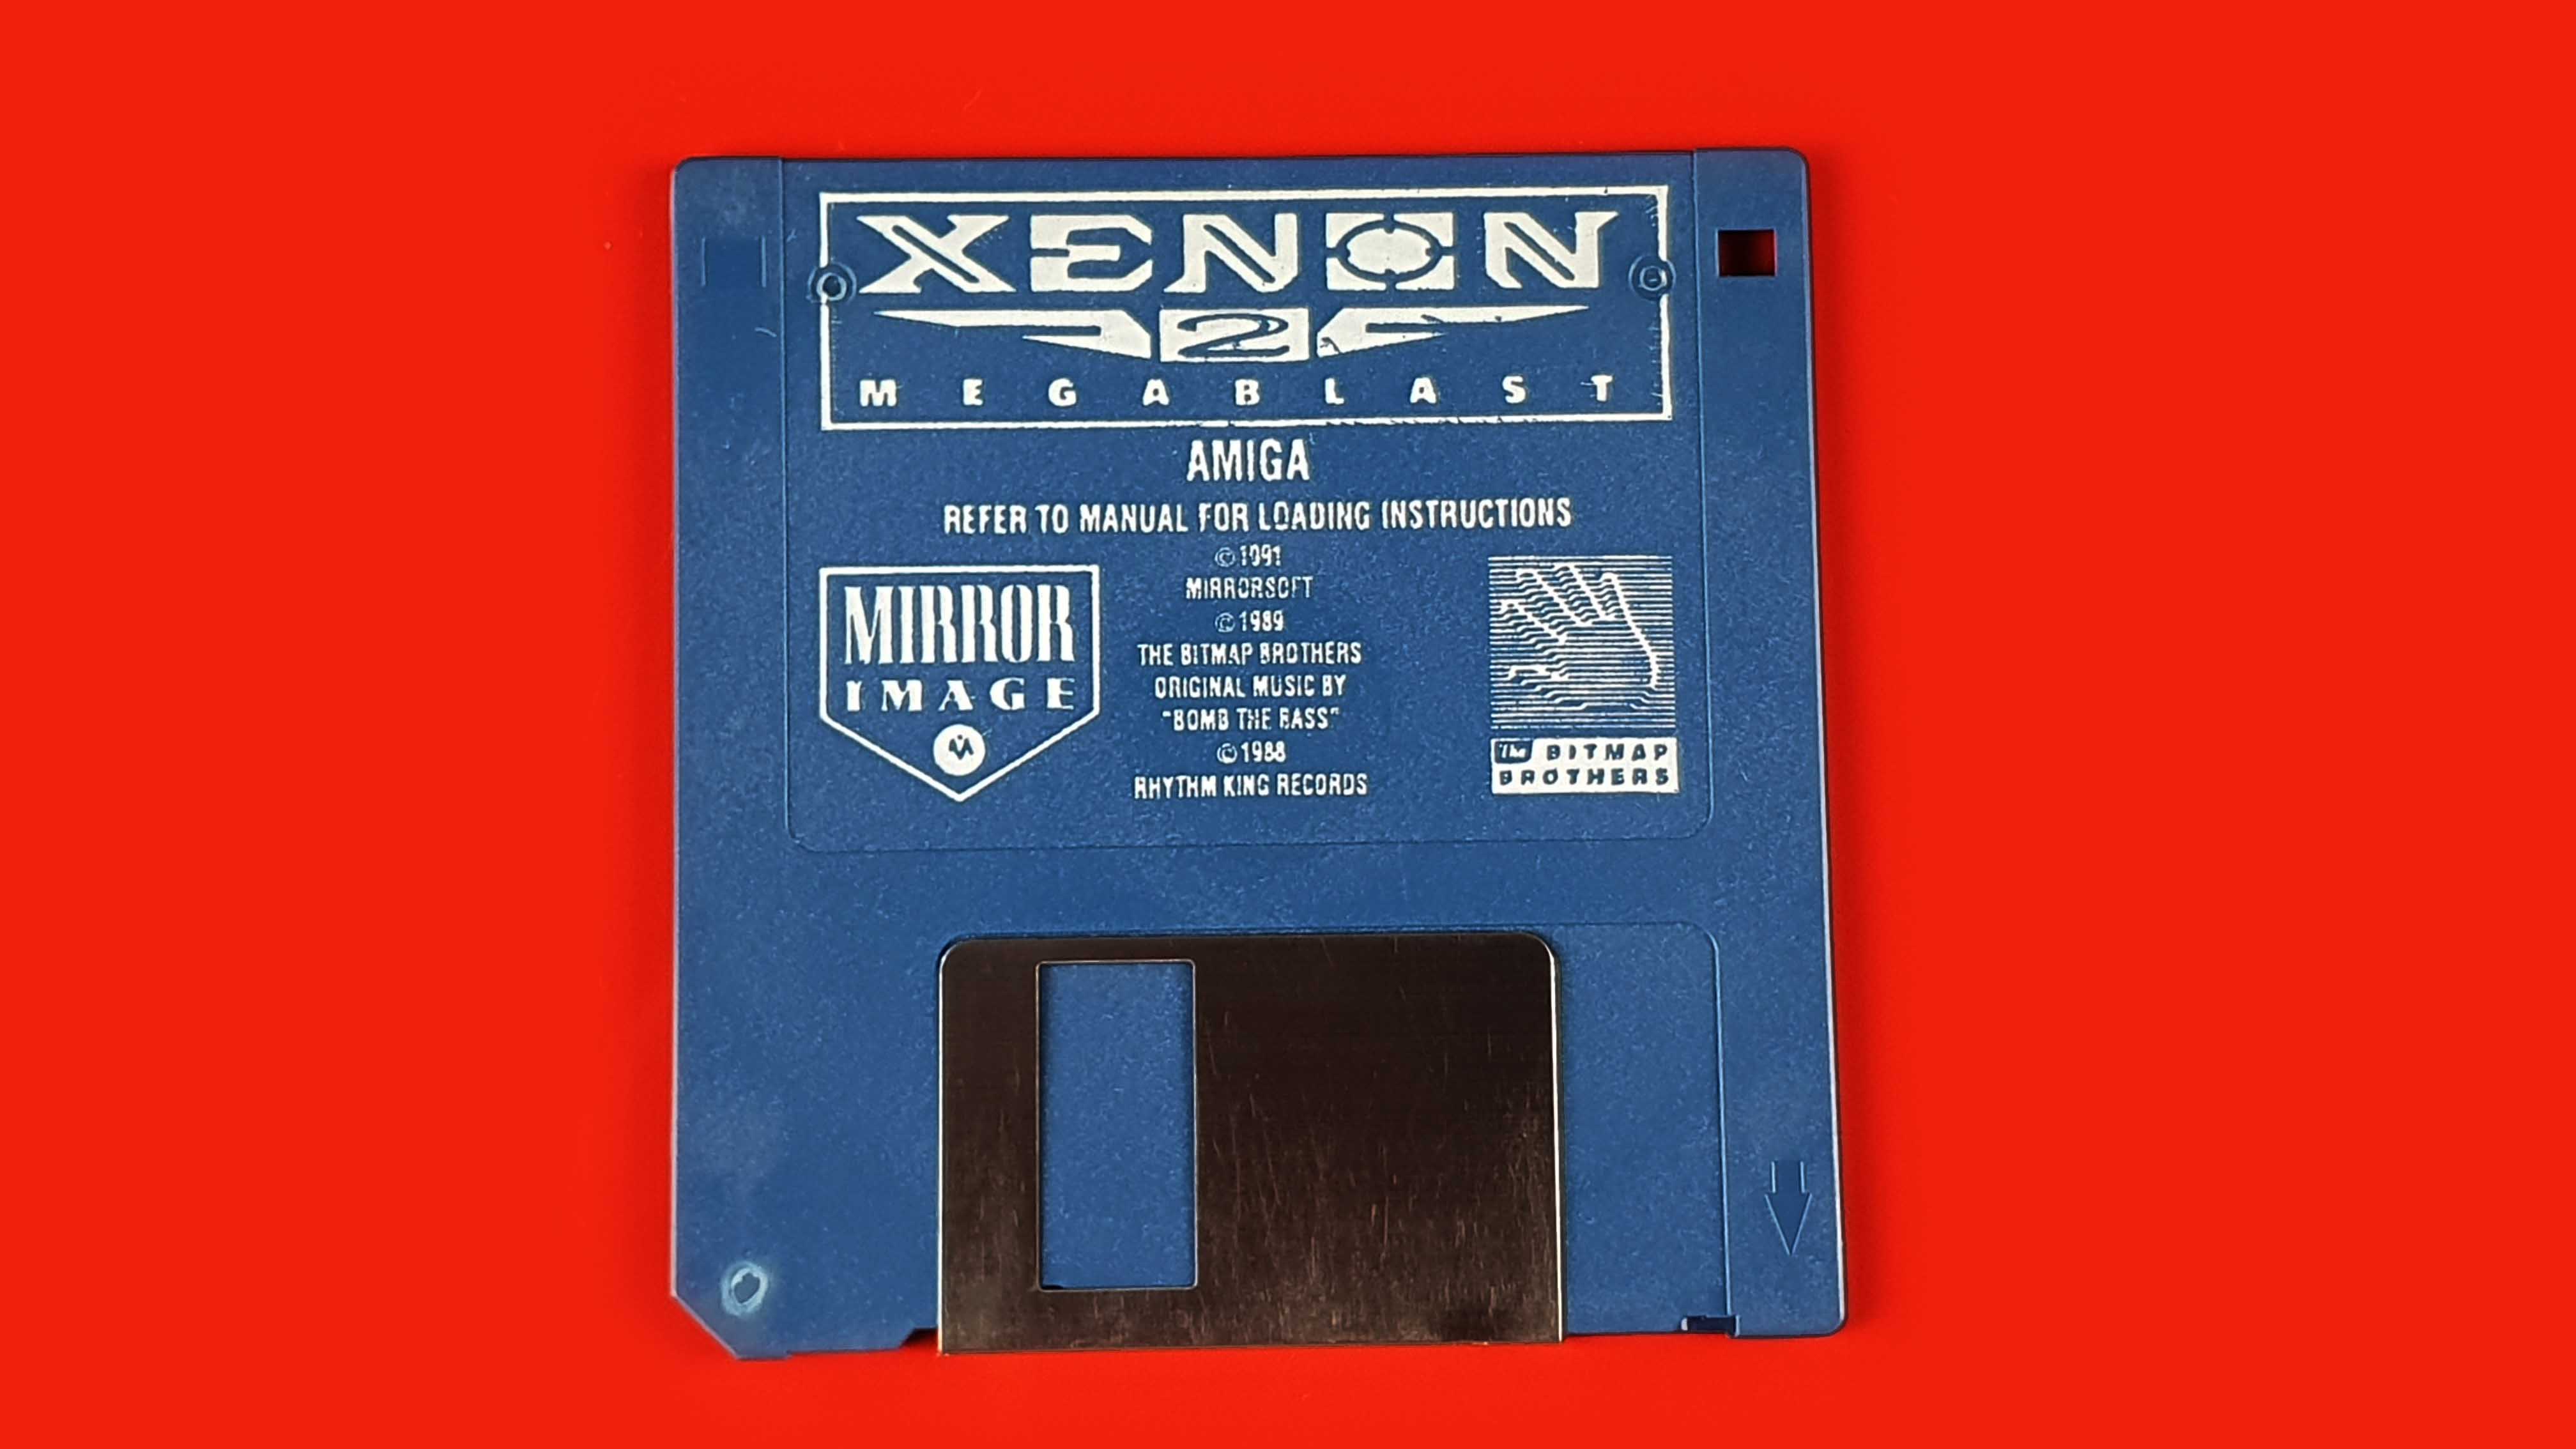 XENON
2
MEGABLAST
AMIGA
REFER TO MANUAL FOR LOADING INSTRUCTIONS
©1991
MIRRORSOFT
©1989
THE BITMAP BROTHERS
ORIGINAL MUSIC BY
"BOMB THE BASS"
©1988
RHYTHM KING RECORDS
MIRROR
IMAGE
M
The BITMAP
BROTHERS